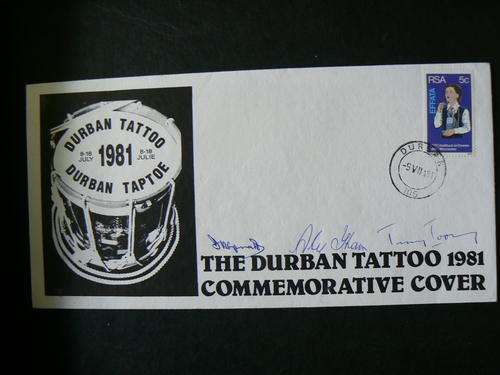 DURBAN TATTOO
8-18 JULY 1981 8-18 JULIE
DURBAN TAPTOE
RSA 5c
EFFATA
DURBAN
THE DURBAN TATTOO 1981
COMMEMORATIVE COVER